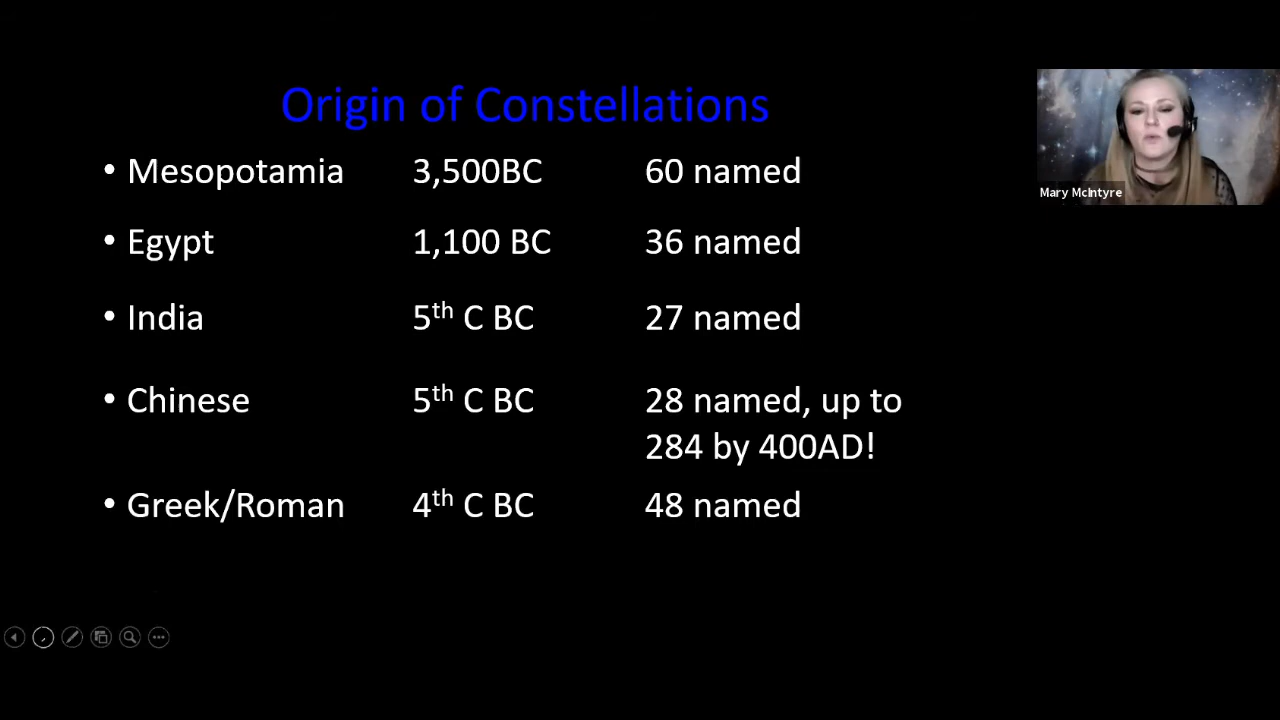 Origin of Constellations
• Mesopotamia 3,500BC 60 named
• Egypt 1,100 BC 36 named
• India 5th C BC 27 named
• Chinese 5th C BC 28 named, up to
284 by 400AD!
• Greek/Roman 4th C BC 48 named
Mary McIntyre